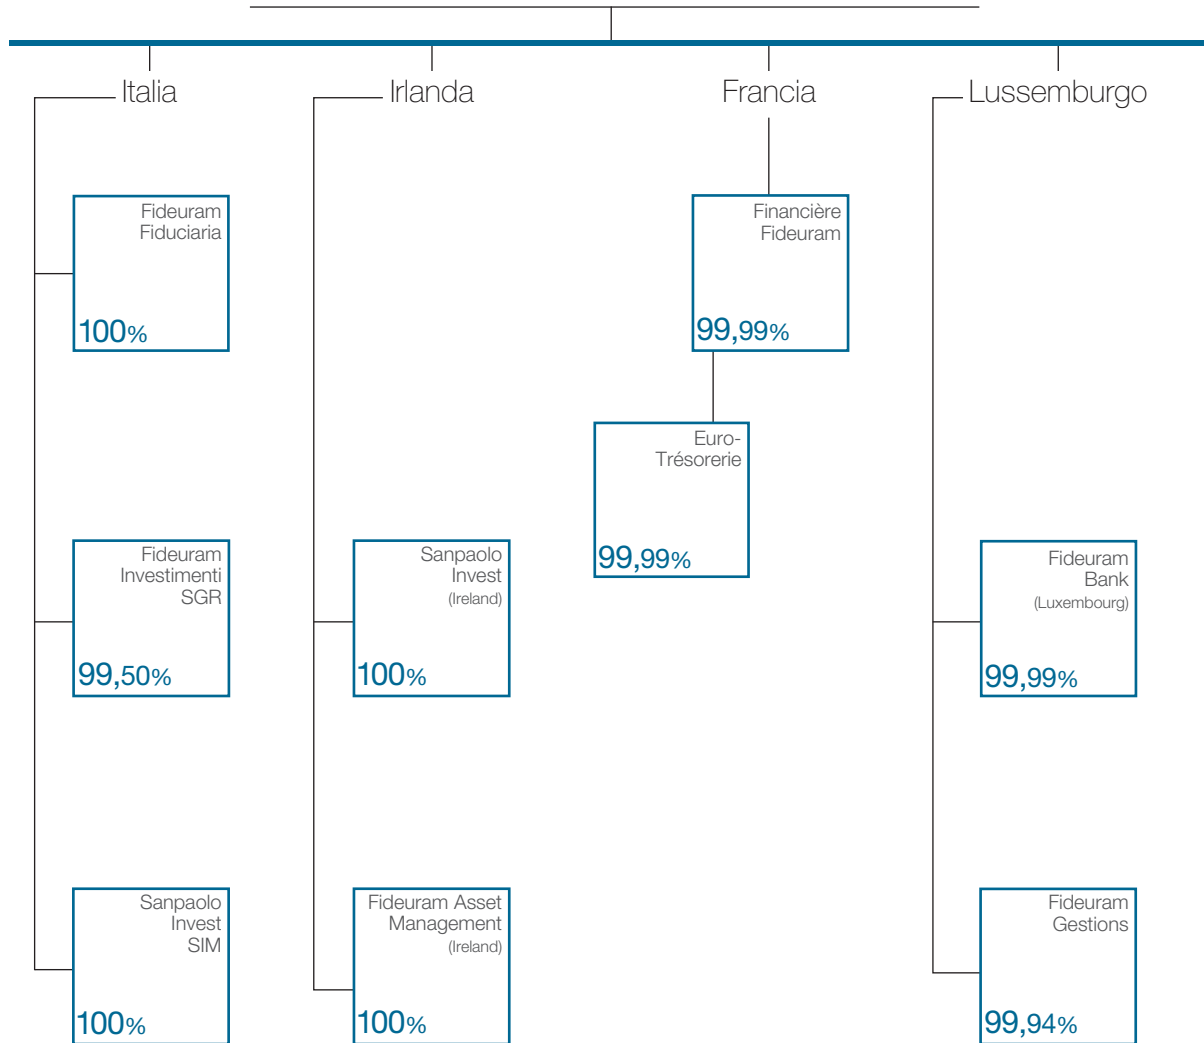 Italia
Irlanda
Francia
Lussemburgo
Fideuram
Fiduciaria
100%
Financière
Fideuram
99,99%
Euro-
Trésorerie
99,99%
Fideuram
Investimenti
SGR
99,50%
Sanpaolo
Invest
(Ireland)
100%
Fideuram
Bank
(Luxembourg)
99,99%
Sanpaolo
Invest
SIM
100%
Fideuram Asset
Management
(Ireland)
100%
Fideuram
Gestions
99,94%